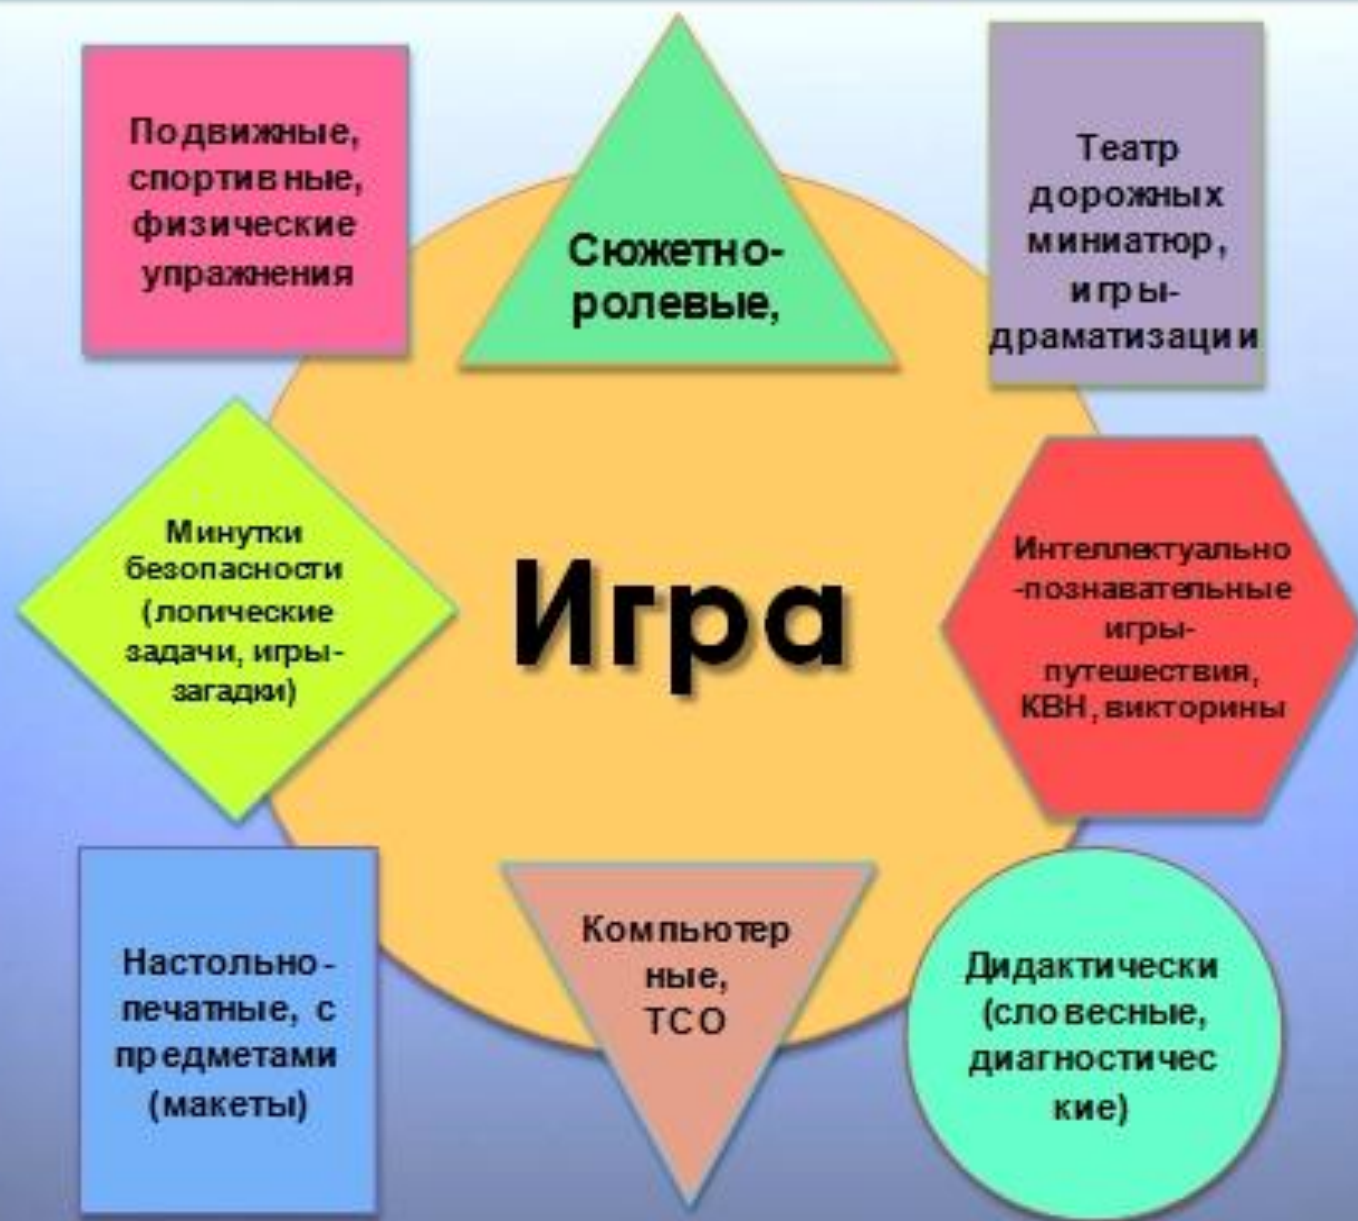 Подвижные,
спортивные,
физические
упражнения
Сюжетно-
ролевые,
Театр
дорожных
миниатюр,
игры-
драматизации
Минутки
безопасности
(логические
задачи, игры-
загадки)
Игра
Интеллектуально
-познавательные
игры-
путешествия,
КВН, викторины
Настольно-
печатные, с
предметами
(макеты)
Компьютер
ные,
ТСО
Дидактически
(словесные,
диагностичес
кие)